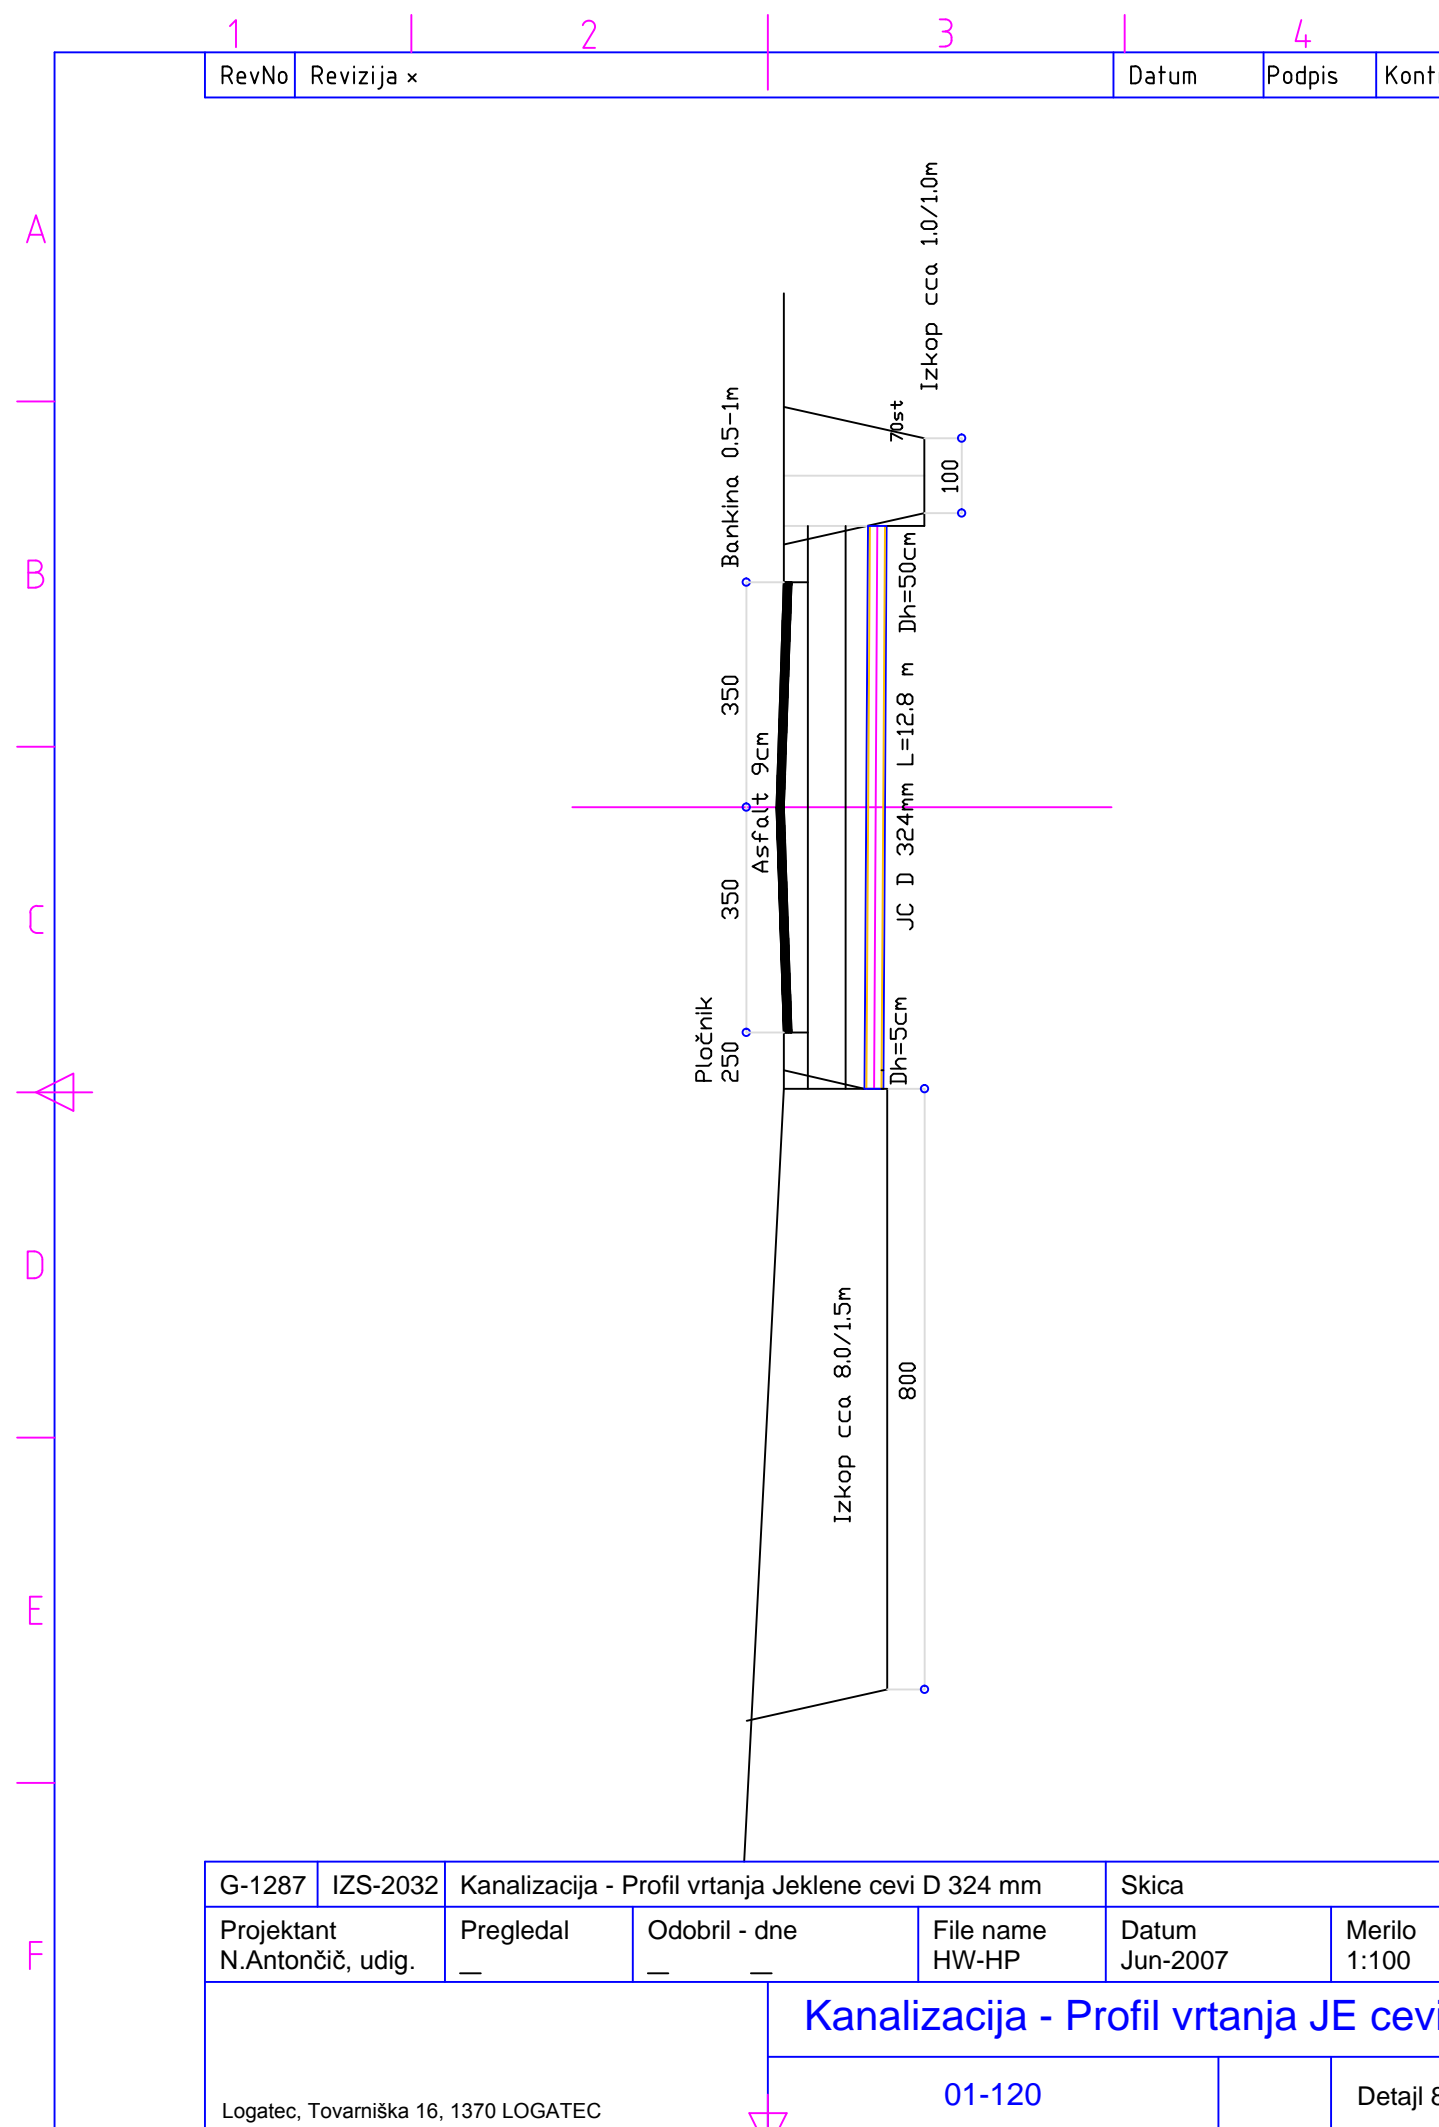 1 2 3 4
RevNo Revizija × Datum Podpis
A
B
C
D
E
F
Izkop cca 1.0/1.0m
70st
100
Bankina 0.5-1m
350
Asfalt 9cm
350
Pločnik
250
JC D 324mm L=12.8 m Dh=50cm
Dh=5cm
Izkop cca 8.0/1.5m
800
G-1287 IZS-2032 Kanalizacija - Profil vrtanja Jeklene cevi D 324 mm Skica
Projektant Pregledal Odobril - dne File name Datum Merilo
N.Antončič, udig. __ __ __ HW-HP Jun-2007 1:100
Kanalizacija - Profil vrtanja JE cevi
01-120 Detajl 8
Logatec, Tovarniška 16, 1370 LOGATEC